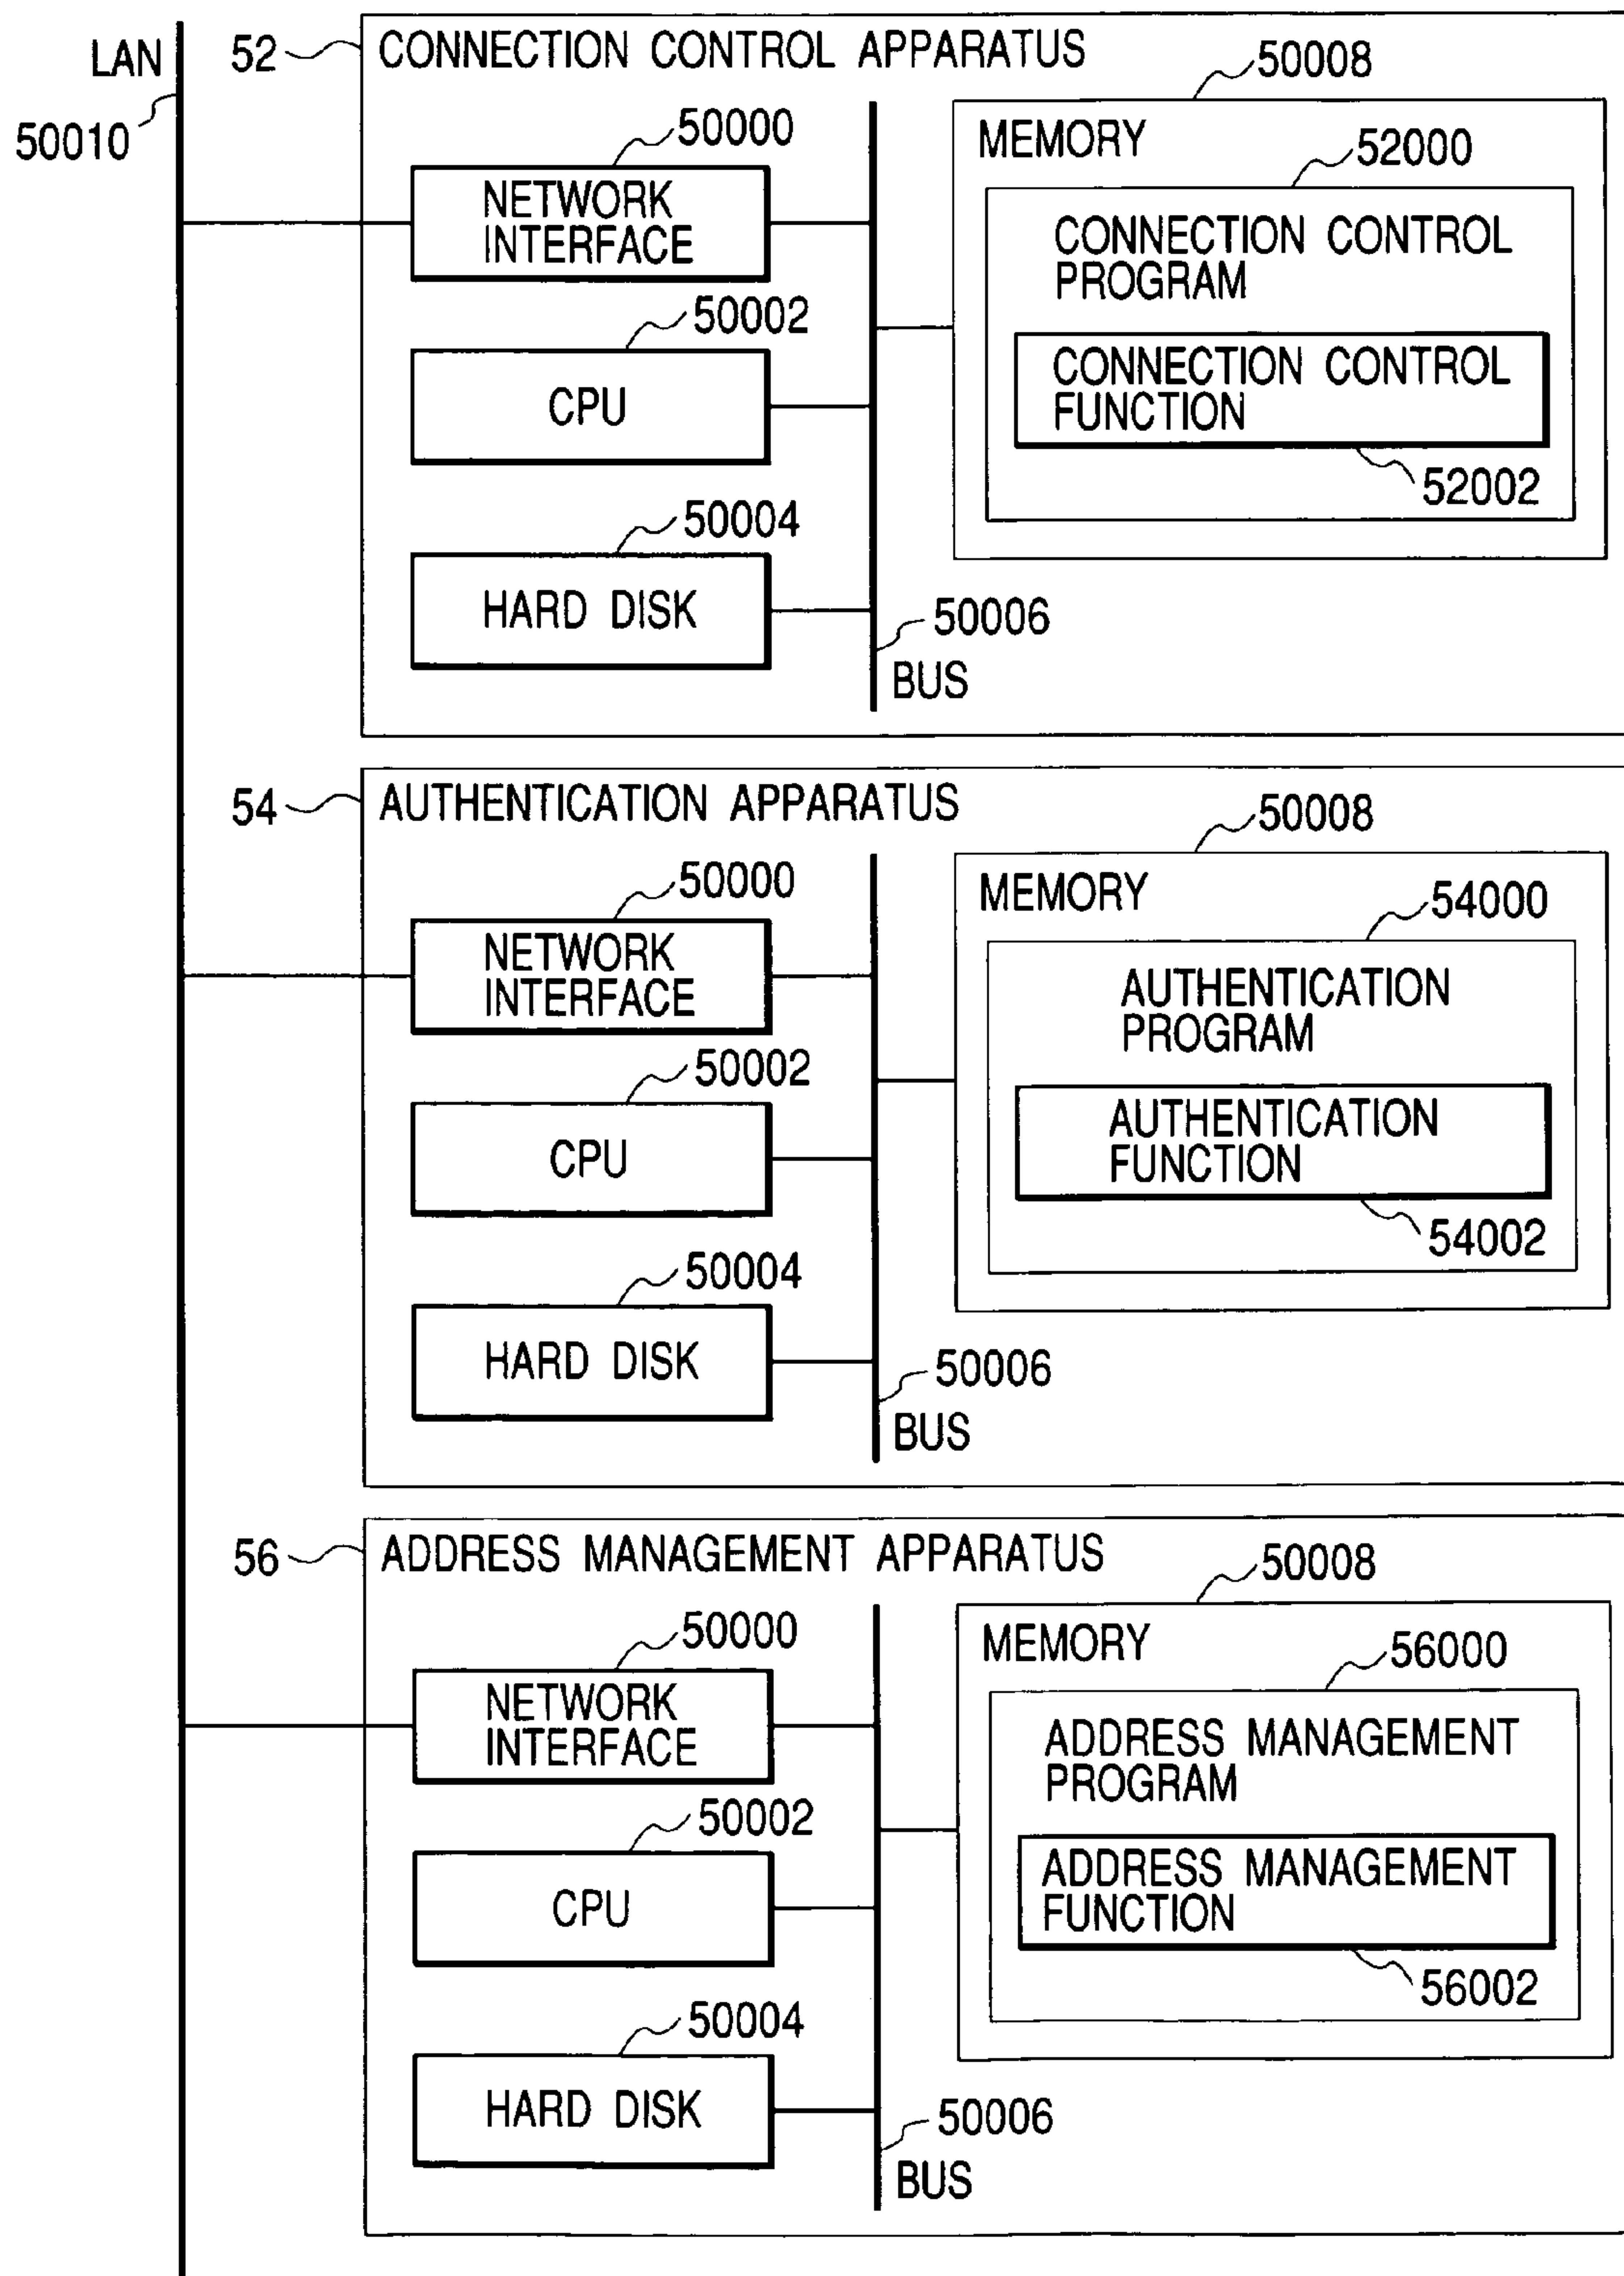 LAN
50010
52
CONNECTION CONTROL APPARATUS
50000
NETWORK
INTERFACE
50002
CPU
50004
HARD DISK
50006
BUS
50008
MEMORY
52000
CONNECTION CONTROL
PROGRAM
CONNECTION CONTROL
FUNCTION
52002
54
AUTHENTICATION APPARATUS
50000
NETWORK
INTERFACE
50002
CPU
50004
HARD DISK
50006
BUS
50008
MEMORY
54000
AUTHENTICATION
PROGRAM
AUTHENTICATION
FUNCTION
54002
56
ADDRESS MANAGEMENT APPARATUS
50000
NETWORK
INTERFACE
50002
CPU
50004
HARD DISK
50006
BUS
50008
MEMORY
56000
ADDRESS MANAGEMENT
PROGRAM
ADDRESS MANAGEMENT
FUNCTION
56002